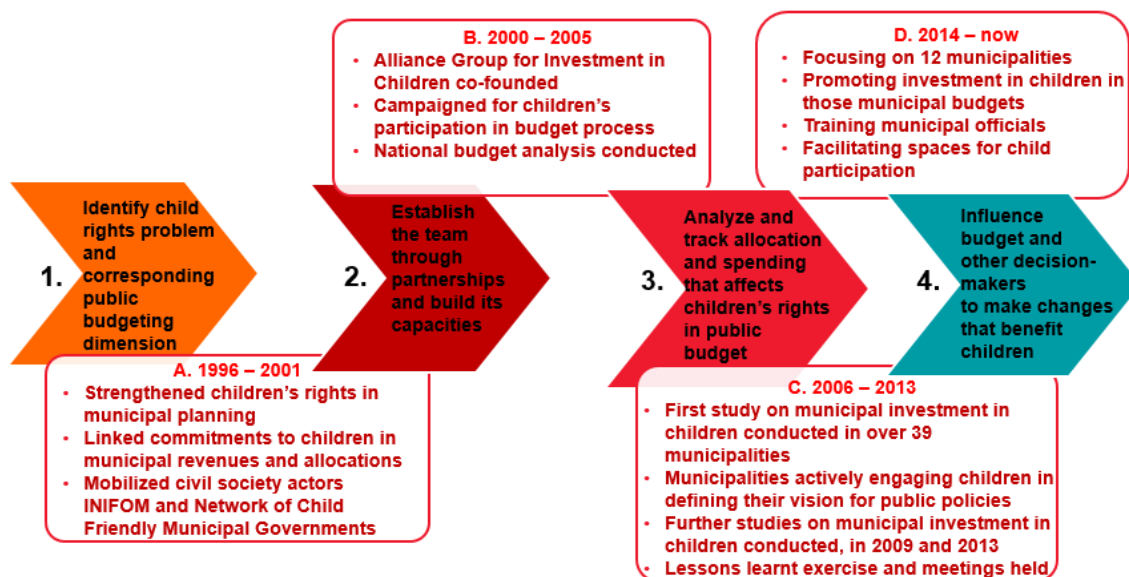 B. 2000 – 2005
• Alliance Group for Investment in
Children co-founded
• Campaigned for children's
participation in budget process
• National budget analysis conducted
D. 2014 – now
• Focusing on 12 municipalities
• Promoting investment in children in
those municipal budgets
• Training municipal officials
• Facilitating spaces for child
participation
1.
Identify child
rights problem
and
corresponding
public
budgeting
dimension
2.
Establish
the team
through
partnerships
and build its
capacities
3.
Analyze and
track allocation
and spending
that affects
children's rights
in public
budget
4.
Influence
budget and
other decision-
makers
to make changes
that benefit
children
A. 1996 – 2001
• Strengthened children's rights in
municipal planning
• Linked commitments to children in
municipal revenues and allocations
• Mobilized civil society actors
INIFOM and Network of Child
Friendly Municipal Governments
C. 2006 – 2013
• First study on municipal investment in
children conducted in over 39
municipalities
• Municipalities actively engaging children in
defining their vision for public policies
• Further studies on municipal investment in
children conducted, in 2009 and 2013
• Lessons learnt exercise and meetings held